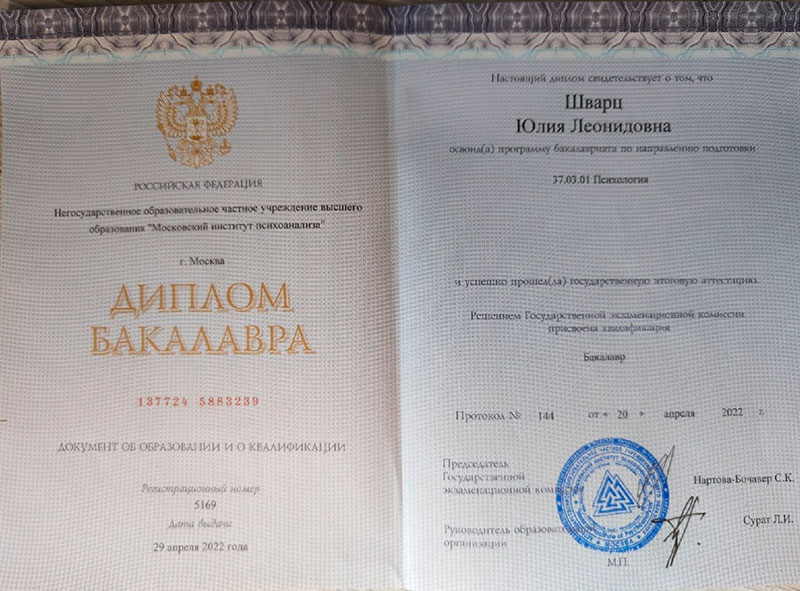 РОССИЙСКАЯ ФЕДЕРАЦИЯ
Негосударственное образовательное частное учреждение высшего
образования "Московский институт психоанализа"
г. Москва
ДИПЛОМ
БАКАЛАВРА
137724 5883239
ДОКУМЕНТ ОБ ОБРАЗОВАНИИ И О КВАЛИФИКАЦИИ
Регистрационный номер
5169
Дата выдачи
29 апреля 2022 года
Настоящий диплом свидетельствует о том, что
Шварц
Юлия Леонидовна
освоил(а) программу бакалавриата по направлению подготовки
37.03.01 Психология
и успешно прошел(ла) государственную итоговую аттестацию.
Решением Государственной экзаменационной комиссии
присвоена квалификация
Бакалавр
Протокол № 144 от « 20 » апреля 2022 г.
Председатель
Государственной
экзаменационной
Нартова-Бочавер С.К.
Руководитель
организации
Сурат Л.И.
М.П.